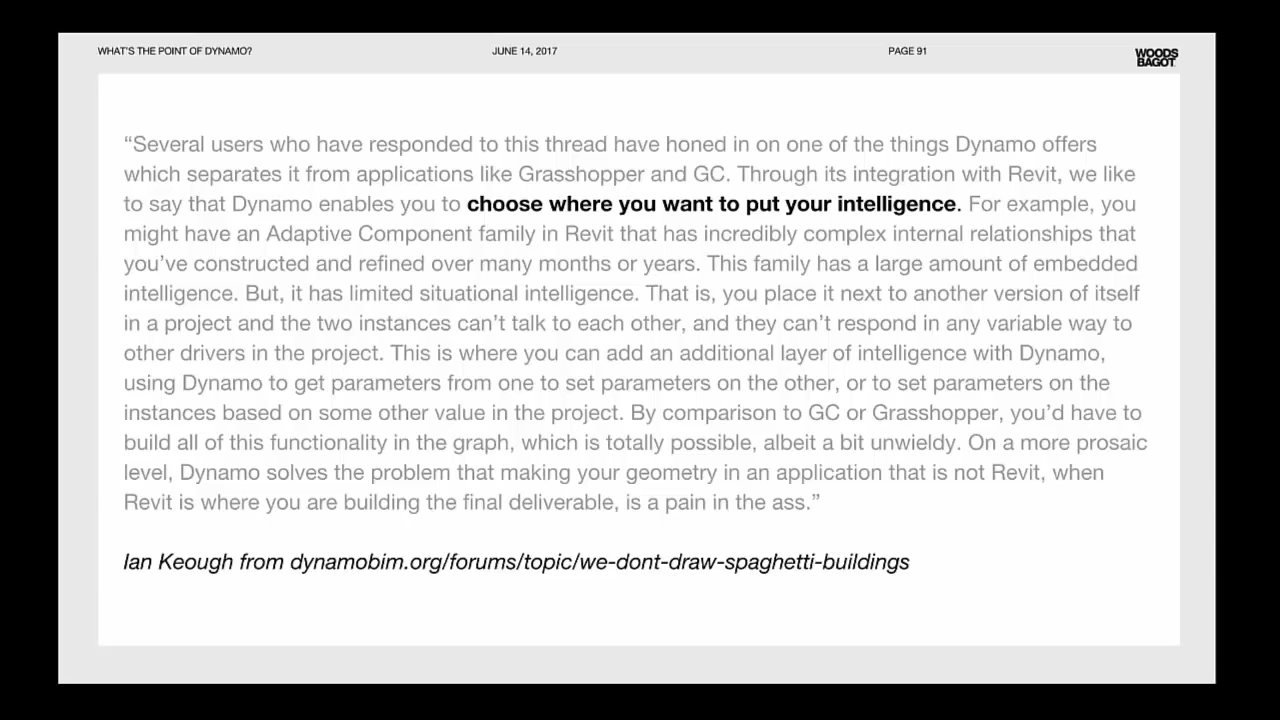 WHAT'S THE POINT OF DYNAMO?
JUNE 14, 2017
PAGE 91
WOODS
BAGOT
“Several users who have responded to this thread have honed in on one of the things Dynamo offers
which separates it from applications like Grasshopper and GC. Through its integration with Revit, we like
to say that Dynamo enables you to choose where you want to put your intelligence. For example, you
might have an Adaptive Component family in Revit that has incredibly complex internal relationships that
you’ve constructed and refined over many months or years. This family has a large amount of embedded
intelligence. But, it has limited situational intelligence. That is, you place it next to another version of itself
in a project and the two instances can’t talk to each other, and they can’t respond in any variable way to
other drivers in the project. This is where you can add an additional layer of intelligence with Dynamo,
using Dynamo to get parameters from one to set parameters on the other, or to set parameters on the
instances based on some other value in the project. By comparison to GC or Grasshopper, you’d have to
build all of this functionality in the graph, which is totally possible, albeit a bit unwieldy. On a more prosaic
level, Dynamo solves the problem that making your geometry in an application that is not Revit, when
Revit is where you are building the final deliverable, is a pain in the ass.”
Ian Keough from dynamobim.org/forums/topic/we-dont-draw-spaghetti-buildings